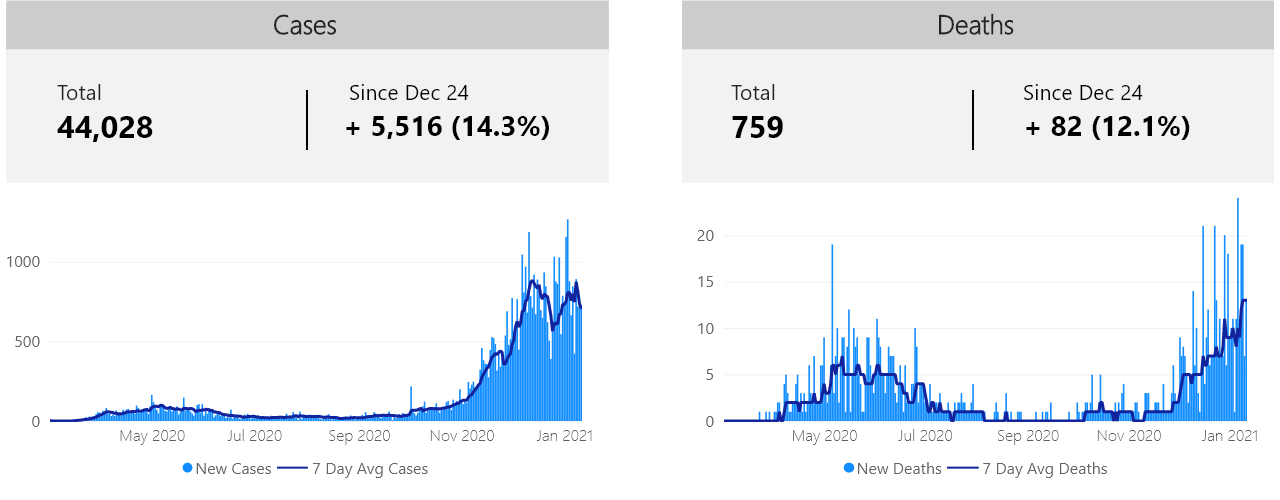 Cases
Total
Since Dec 24
44,028
+ 5,516 (14.3%)
1000
500
0
May 2020 Jul 2020 Sep 2020 Nov 2020 Jan 2021
New Cases 7 Day Avg Cases
Deaths
Total
Since Dec 24
759
+ 82 (12.1%)
20
15
10
5
0
May 2020 Jul 2020 Sep 2020 Nov 2020 Jan 2021
New Deaths 7 Day Avg Deaths